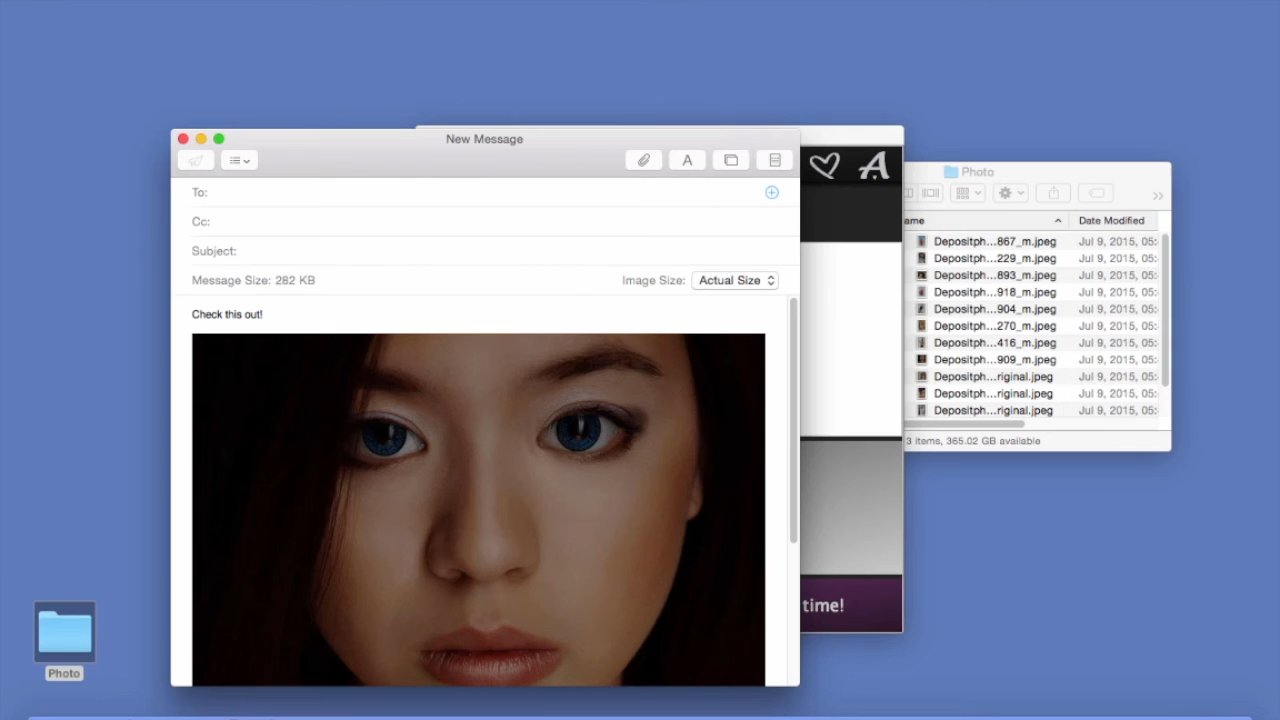 New Message
To:
Cc:
Subject:
Message Size: 282 KB
Image Size: Actual Size
Check this out!
A
time!
Photo
ame
Date Modified
Depositph...867_m.jpeg Jul 9, 2015, 05:
Depositph...229_m.jpeg Jul 9, 2015, 05:
Depositph...893_m.jpeg Jul 9, 2015, 05:
Depositph...918_m.jpeg Jul 9, 2015, 05:
Depositph...904_m.jpeg Jul 9, 2015, 05:
Depositph...270_m.jpeg Jul 9, 2015, 05:
Depositph...416_m.jpeg Jul 9, 2015, 05:
Depositph...909_m.jpeg Jul 9, 2015, 05:
Depositph...riginal.jpeg Jul 9, 2015, 05:
Depositph...riginal.jpeg Jul 9, 2015, 05:
Depositph...riginal.jpeg Jul 9, 2015, 05:
3 items, 365.02 GB available
Photo